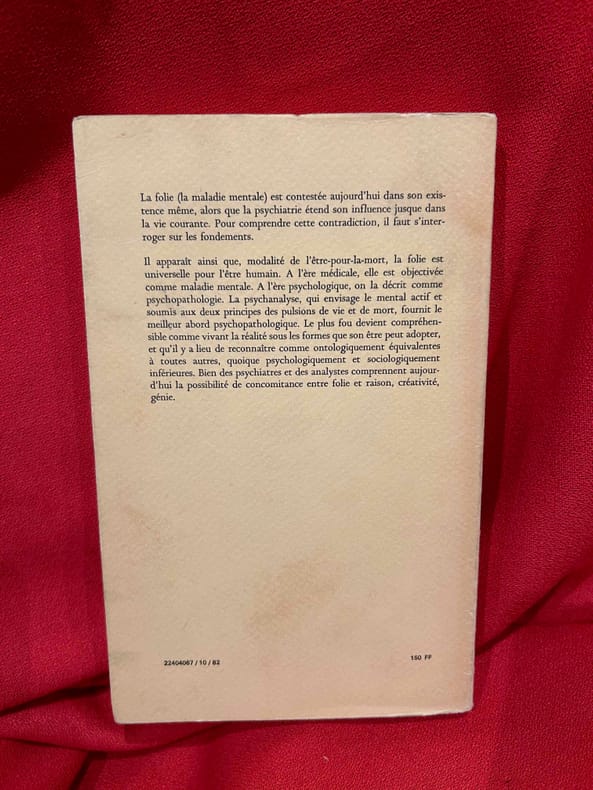 La folie (la maladie mentale) est contestée aujourd'hui dans son exis-
tence même, alors que la psychiatrie étend son influence jusque dans
la vie courante. Pour comprendre cette contradiction, il faut s'inter-
roger sur les fondements.
Il apparaît ainsi que, modalité de l'être-pour-la-mort, la folie est
universelle pour l'être humain. A l'ère médicale, elle est objectivée
comme maladie mentale. A l'ère psychologique, on la décrit comme
psychopathologie. La psychanalyse, qui envisage le mental actif et
soumis aux deux principes des pulsions de vie et de mort, fournit le
meilleur abord psychopathologique. Le plus fou devient compréhen-
sible comme vivant la réalité sous les formes que son être peut adopter,
et qu'il y a lieu de reconnaître comme ontologiquement équivalentes
à toutes autres, quoique psychologiquement et sociologiquement
inférieures. Bien des psychiatres et des analystes comprennent aujour-
d'hui la possibilité de concomitance entre folie et raison, créativité,
génie.
22404067 / 10 / 82
150 FF